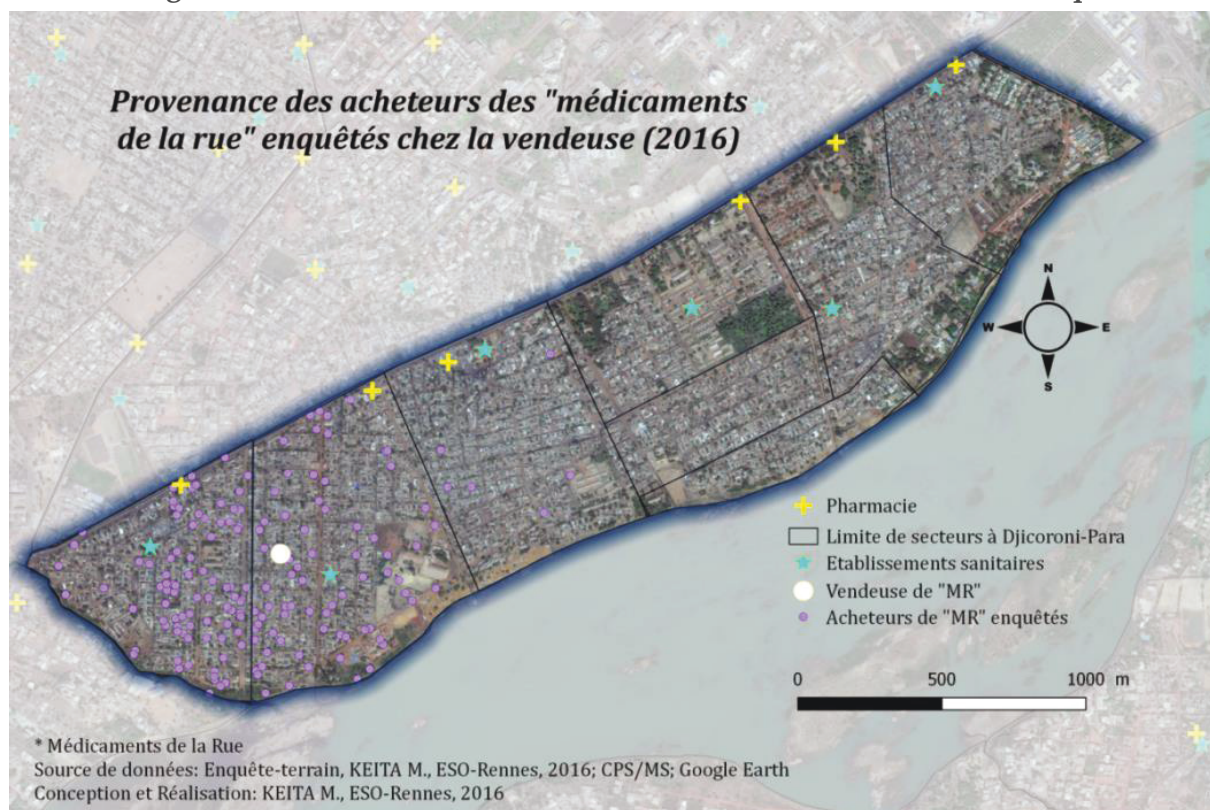 Provenance des acheteurs des "médicaments
de la rue" enquêtés chez la vendeuse (2016)
N
W
E
S
Pharmacie
Limite de secteurs à Djicoroni-Para
Etablissements sanitaires
Vendeuse de "MR"
Acheteurs de "MR" enquêtés
0 500 1000 m
* Médicaments de la Rue
Source de données: Enquête-terrain, KEITA M., ESO-Rennes, 2016; CPS/MS; Google Earth
Conception et Réalisation: KEITA M., ESO-Rennes, 2016